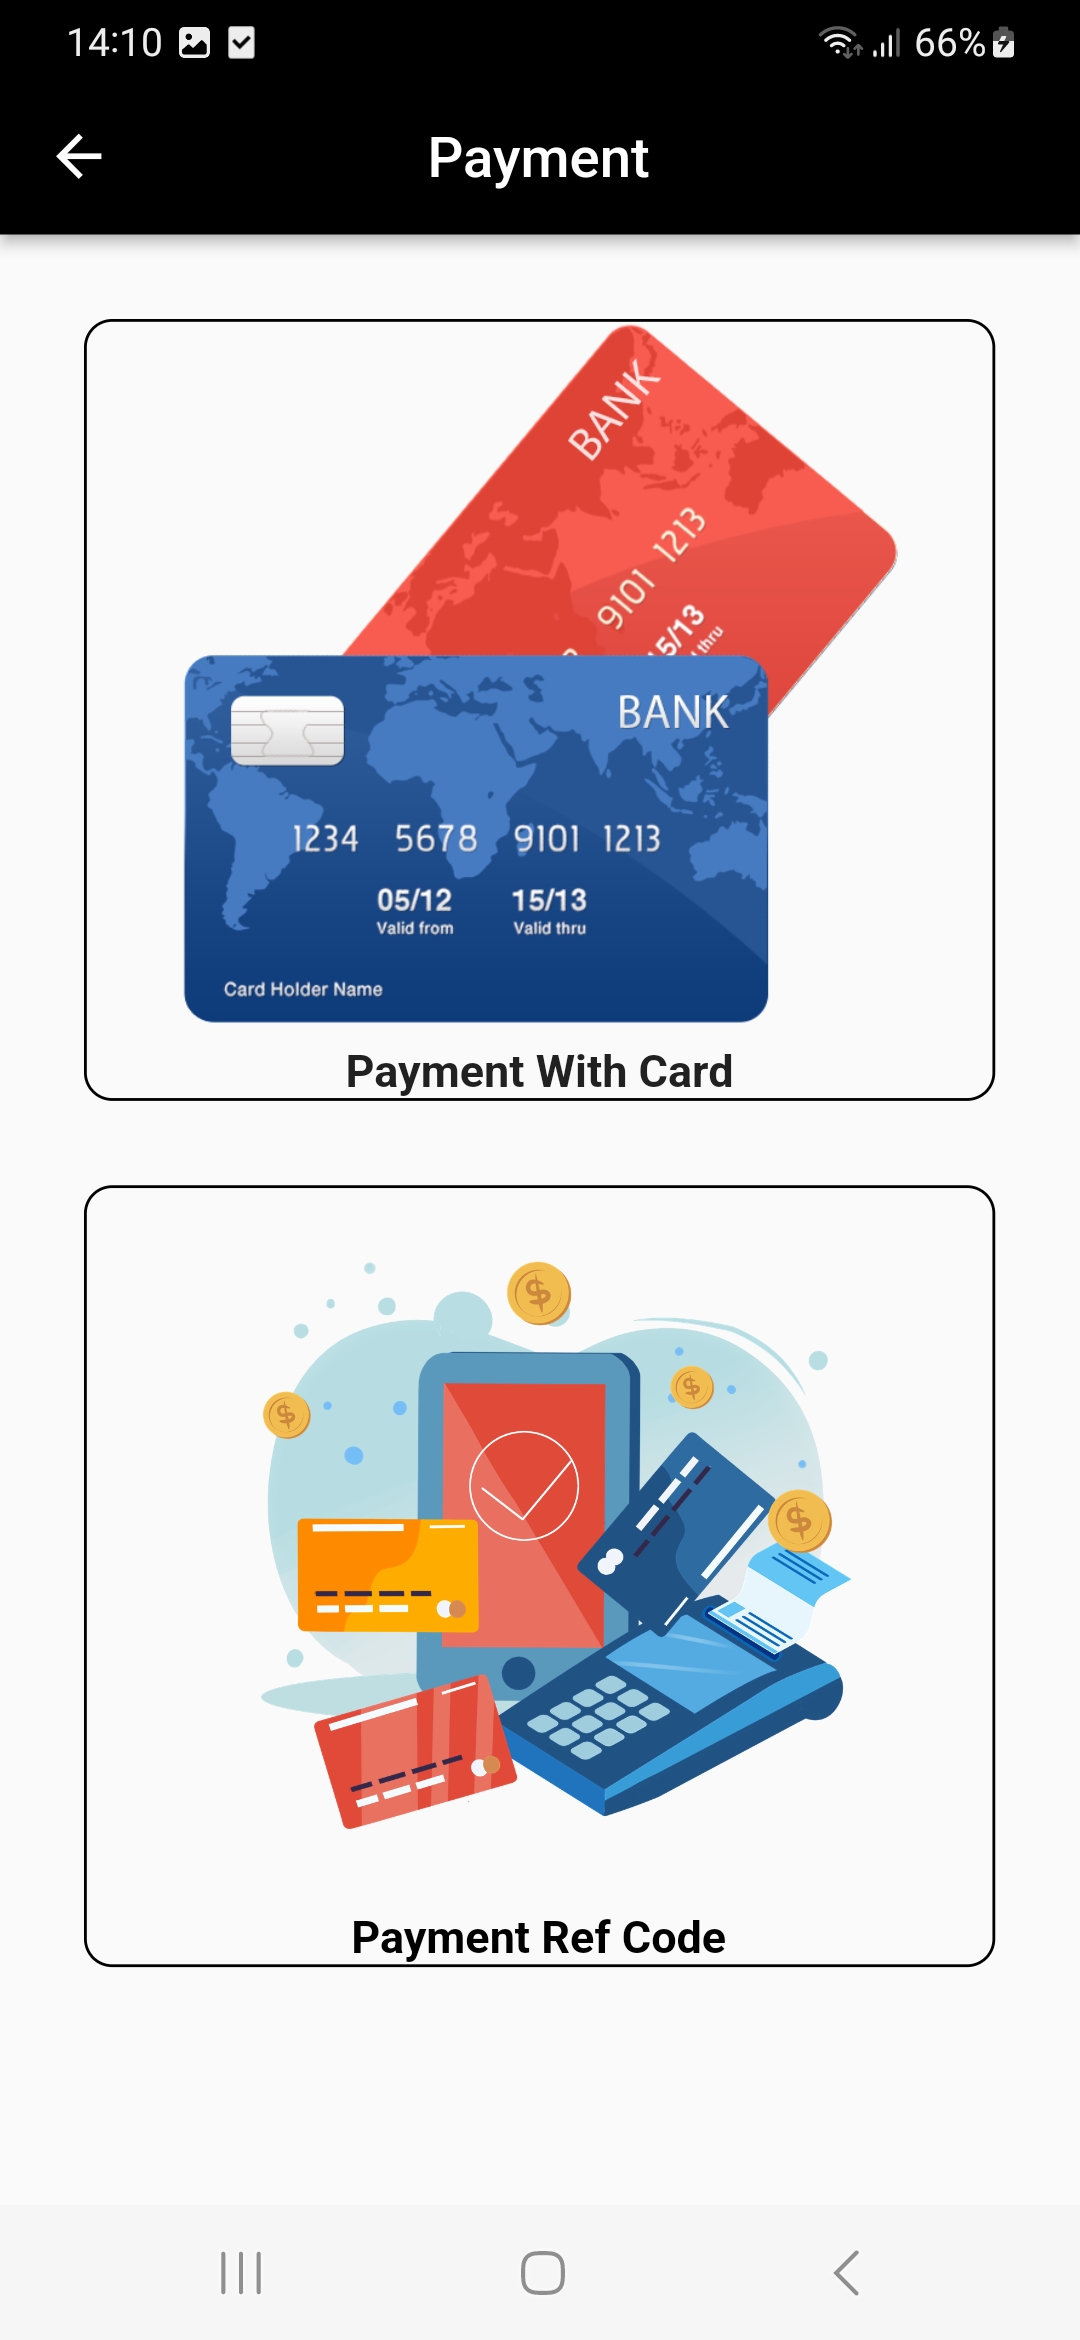 14:10
66%
Payment
BANK
9101 1213
15/13
thru
BANK
1234 5678 9101 1213
05/12 15/13
Valid from Valid thru
Card Holder Name
Payment With Card
Payment Ref Code